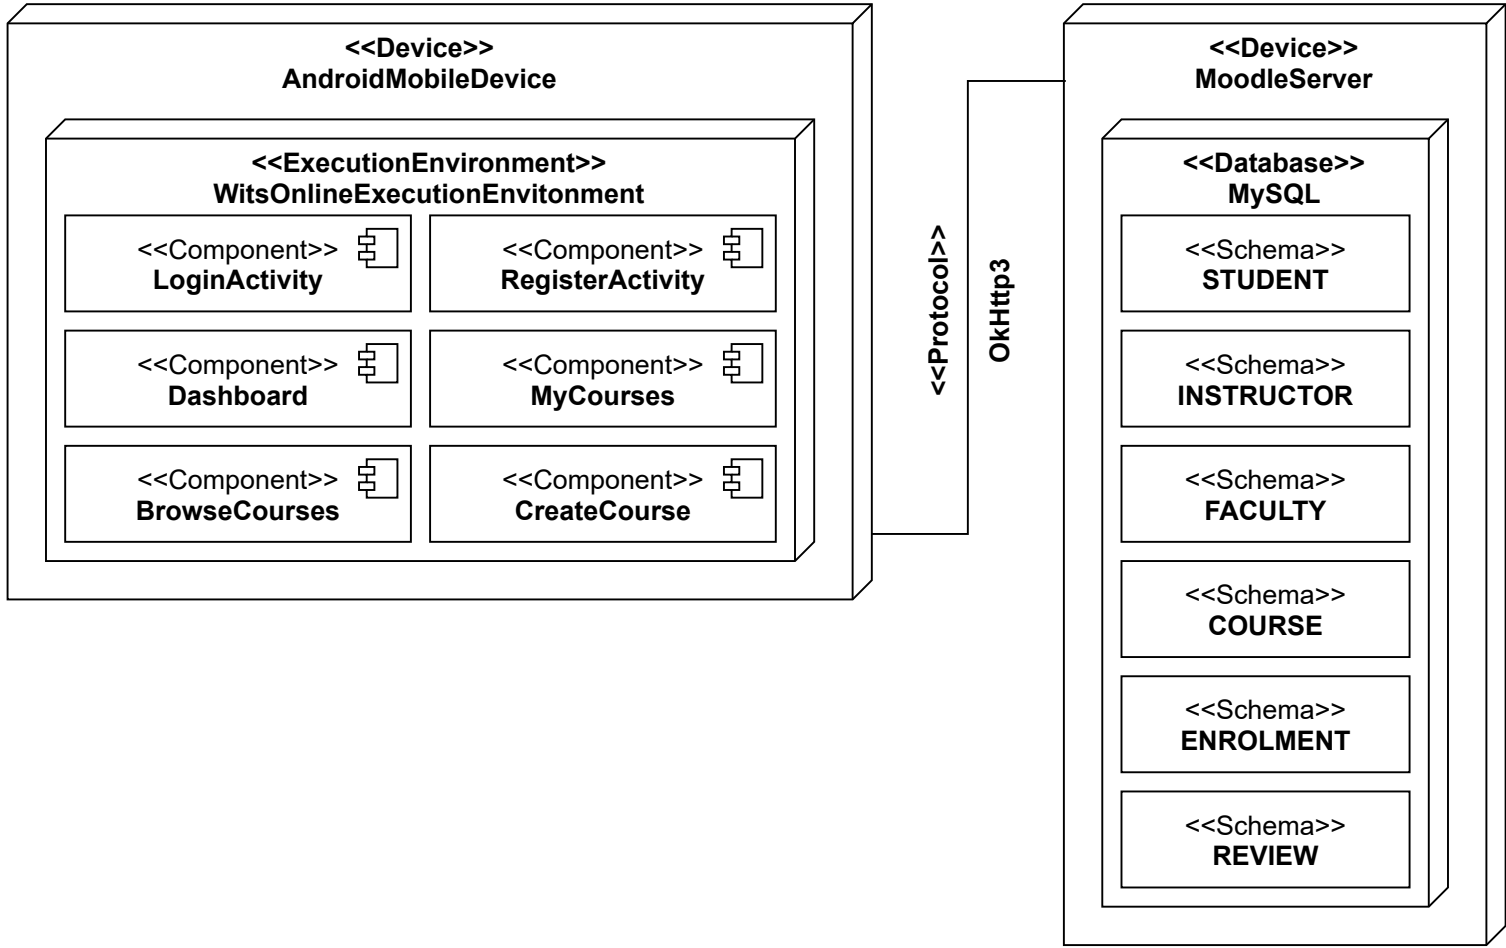 <<Device>>
AndroidMobileDevice
<<ExecutionEnvironment>>
WitsOnlineExecutionEnvitonment
<<Component>>
LoginActivity
<<Component>>
RegisterActivity
<<Component>>
Dashboard
<<Component>>
MyCourses
<<Component>>
BrowseCourses
<<Component>>
CreateCourse
<<Protocol>>
OkHttp3
<<Device>>
MoodleServer
<<Database>>
MySQL
<<Schema>>
STUDENT
<<Schema>>
INSTRUCTOR
<<Schema>>
FACULTY
<<Schema>>
COURSE
<<Schema>>
ENROLMENT
<<Schema>>
REVIEW